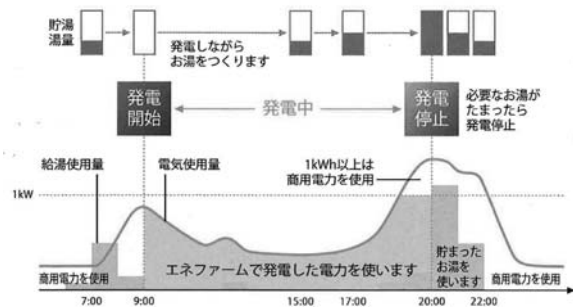 貯湯
湯量
発電しながら
お湯をつくります
発電
開始
発電中
発電
停止
必要なお湯が
たまったら
発電停止
給湯使用量
電気使用量
1kWh以上は
商用電力を使用
1kW
商用電力を使用
エネファームで発電した電力を使います
貯まった
お湯を
使います
商用電力を使用
7:00
9:00
15:00
17:00
20:00
22:00